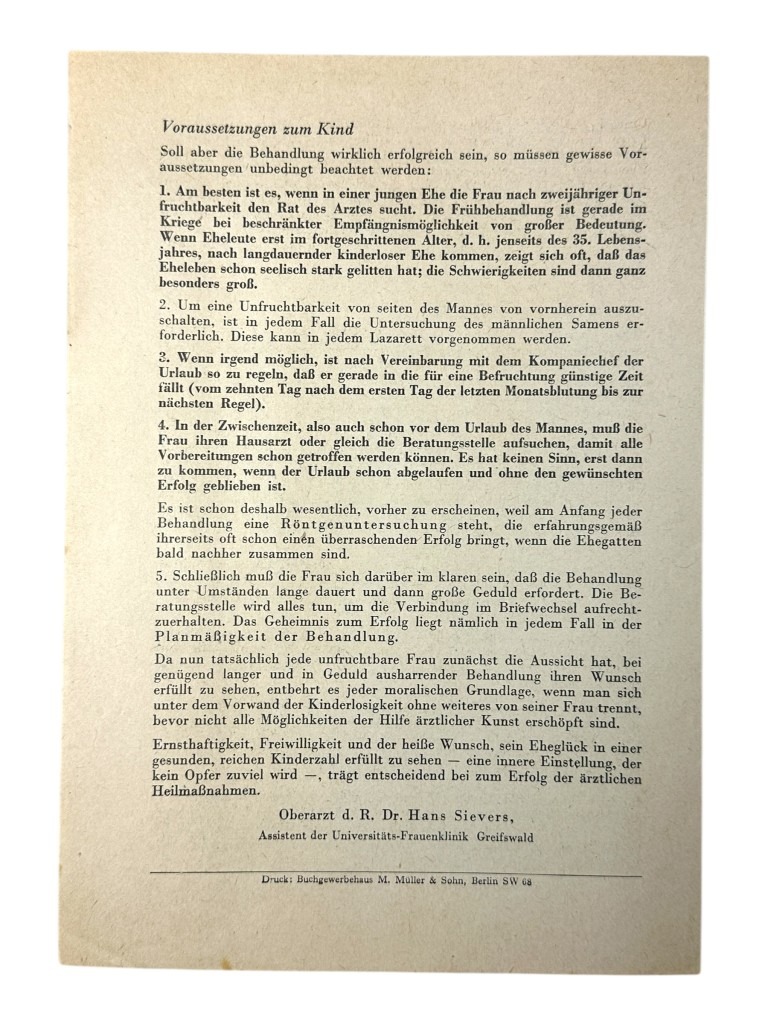 Voraussetzungen zum Kind
Soll aber die Behandlung wirklich erfolgreich sein, so müssen gewisse Vor-
aussetzungen unbedingt beachtet werden:
1. Am besten ist es, wenn in einer jungen Ehe die Frau nach zweijähriger Un-
fruchtbarkeit den Rat des Arztes sucht. Die Frühbehandlung ist gerade im
Kriege bei beschränkter Empfängnismöglichkeit von großer Bedeutung.
Wenn Eheleute erst im fortgeschrittenen Alter, d. h. jenseits des 35. Lebens-
jahres, nach langdauernder kinderloser Ehe kommen, zeigt sich oft, daß das
Eheleben schon seelisch stark gelitten hat; die Schwierigkeiten sind dann ganz
besonders groß.
2. Um eine Unfruchtbarkeit von seiten des Mannes von vornherein auszu-
schalten, ist in jedem Fall die Untersuchung des männlichen Samens er-
forderlich. Diese kann in jedem Lazarett vorgenommen werden.
3. Wenn irgend möglich, ist nach Vereinbarung mit dem Kompaniechef der
Urlaub so zu regeln, daß er gerade in die für eine Befruchtung günstige Zeit
fällt (vom zehnten Tag nach dem ersten Tag der letzten Monatsblutung bis zur
nächsten Regel).
4. In der Zwischenzeit, also auch schon vor dem Urlaub des Mannes, muß die
Frau ihren Hausarzt oder gleich die Beratungsstelle aufsuchen, damit alle
Vorbereitungen schon getroffen werden können. Es hat keinen Sinn, erst dann
zu kommen, wenn der Urlaub schon abgelaufen und ohne den gewünschten
Erfolg geblieben ist.
Es ist schon deshalb wesentlich, vorher zu erscheinen, weil am Anfang jeder
Behandlung eine Röntgenuntersuchung steht, die erfahrungsgemäß
ihrerseits oft schon einen überraschenden Erfolg bringt, wenn die Ehegatten
bald nachher zusammen sind.
5. Schließlich muß die Frau sich darüber im klaren sein, daß die Behandlung
unter Umständen lange dauert und dann große Geduld erfordert. Die Be-
ratungsstelle wird alles tun, um die Verbindung im Briefwechsel aufrecht-
zuerhalten. Das Geheimnis zum Erfolg liegt nämlich in jedem Fall in der
Planmäßigkeit der Behandlung.
Da nun tatsächlich jede unfruchtbare Frau zunächst die Aussicht hat, bei
genügend langer und in Geduld ausharrender Behandlung ihren Wunsch
erfüllt zu sehen, entbehrt es jeder moralischen Grundlage, wenn man sich
unter dem Vorwand der Kinderlosigkeit ohne weiteres von seiner Frau trennt,
bevor nicht alle Möglichkeiten der Hilfe ärztlicher Kunst erschöpft sind.
Ernsthaftigkeit, Freiwilligkeit und der heiße Wunsch, sein Eheglück in einer
gesunden, reichen Kinderzahl erfüllt zu sehen — eine innere Einstellung, der
kein Opfer zuviel wird —, trägt entscheidend bei zum Erfolg der ärztlichen
Heilmaßnahmen.
Oberarzt d. R. Dr. Hans Sievers,
Assistent der Universitäts-Frauenklinik Greifswald
Druck: Buchgewerbehaus M. Müller & Sohn, Berlin SW 68